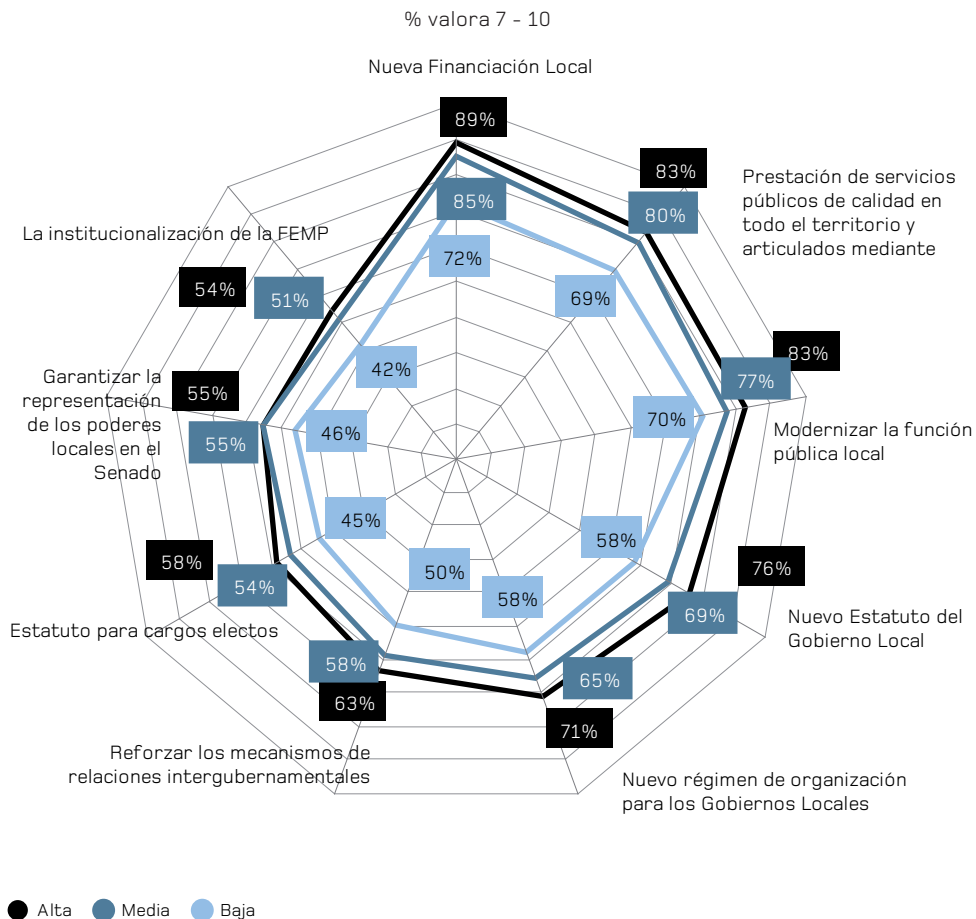 % valora 7 - 10
Nueva Financiación Local
89%
85%
72%
Prestación de servicios
públicos de calidad en
todo el territorio y
articulados mediante
83%
80%
69%
83%
77%
70%
Modernizar la función
pública local
76%
69%
58%
Nuevo Estatuto del
Gobierno Local
58%
65%
71%
Nuevo régimen de organización
para los Gobiernos Locales
50%
58%
63%
Reforzar los mecanismos de
relaciones intergubernamentales
45%
54%
58%
Estatuto para cargos electos
46%
55%
55%
Garantizar la
representación
de los poderes
locales en el
Senado
42%
51%
54%
La institucionalización de la FEMP
Alta Media Baja